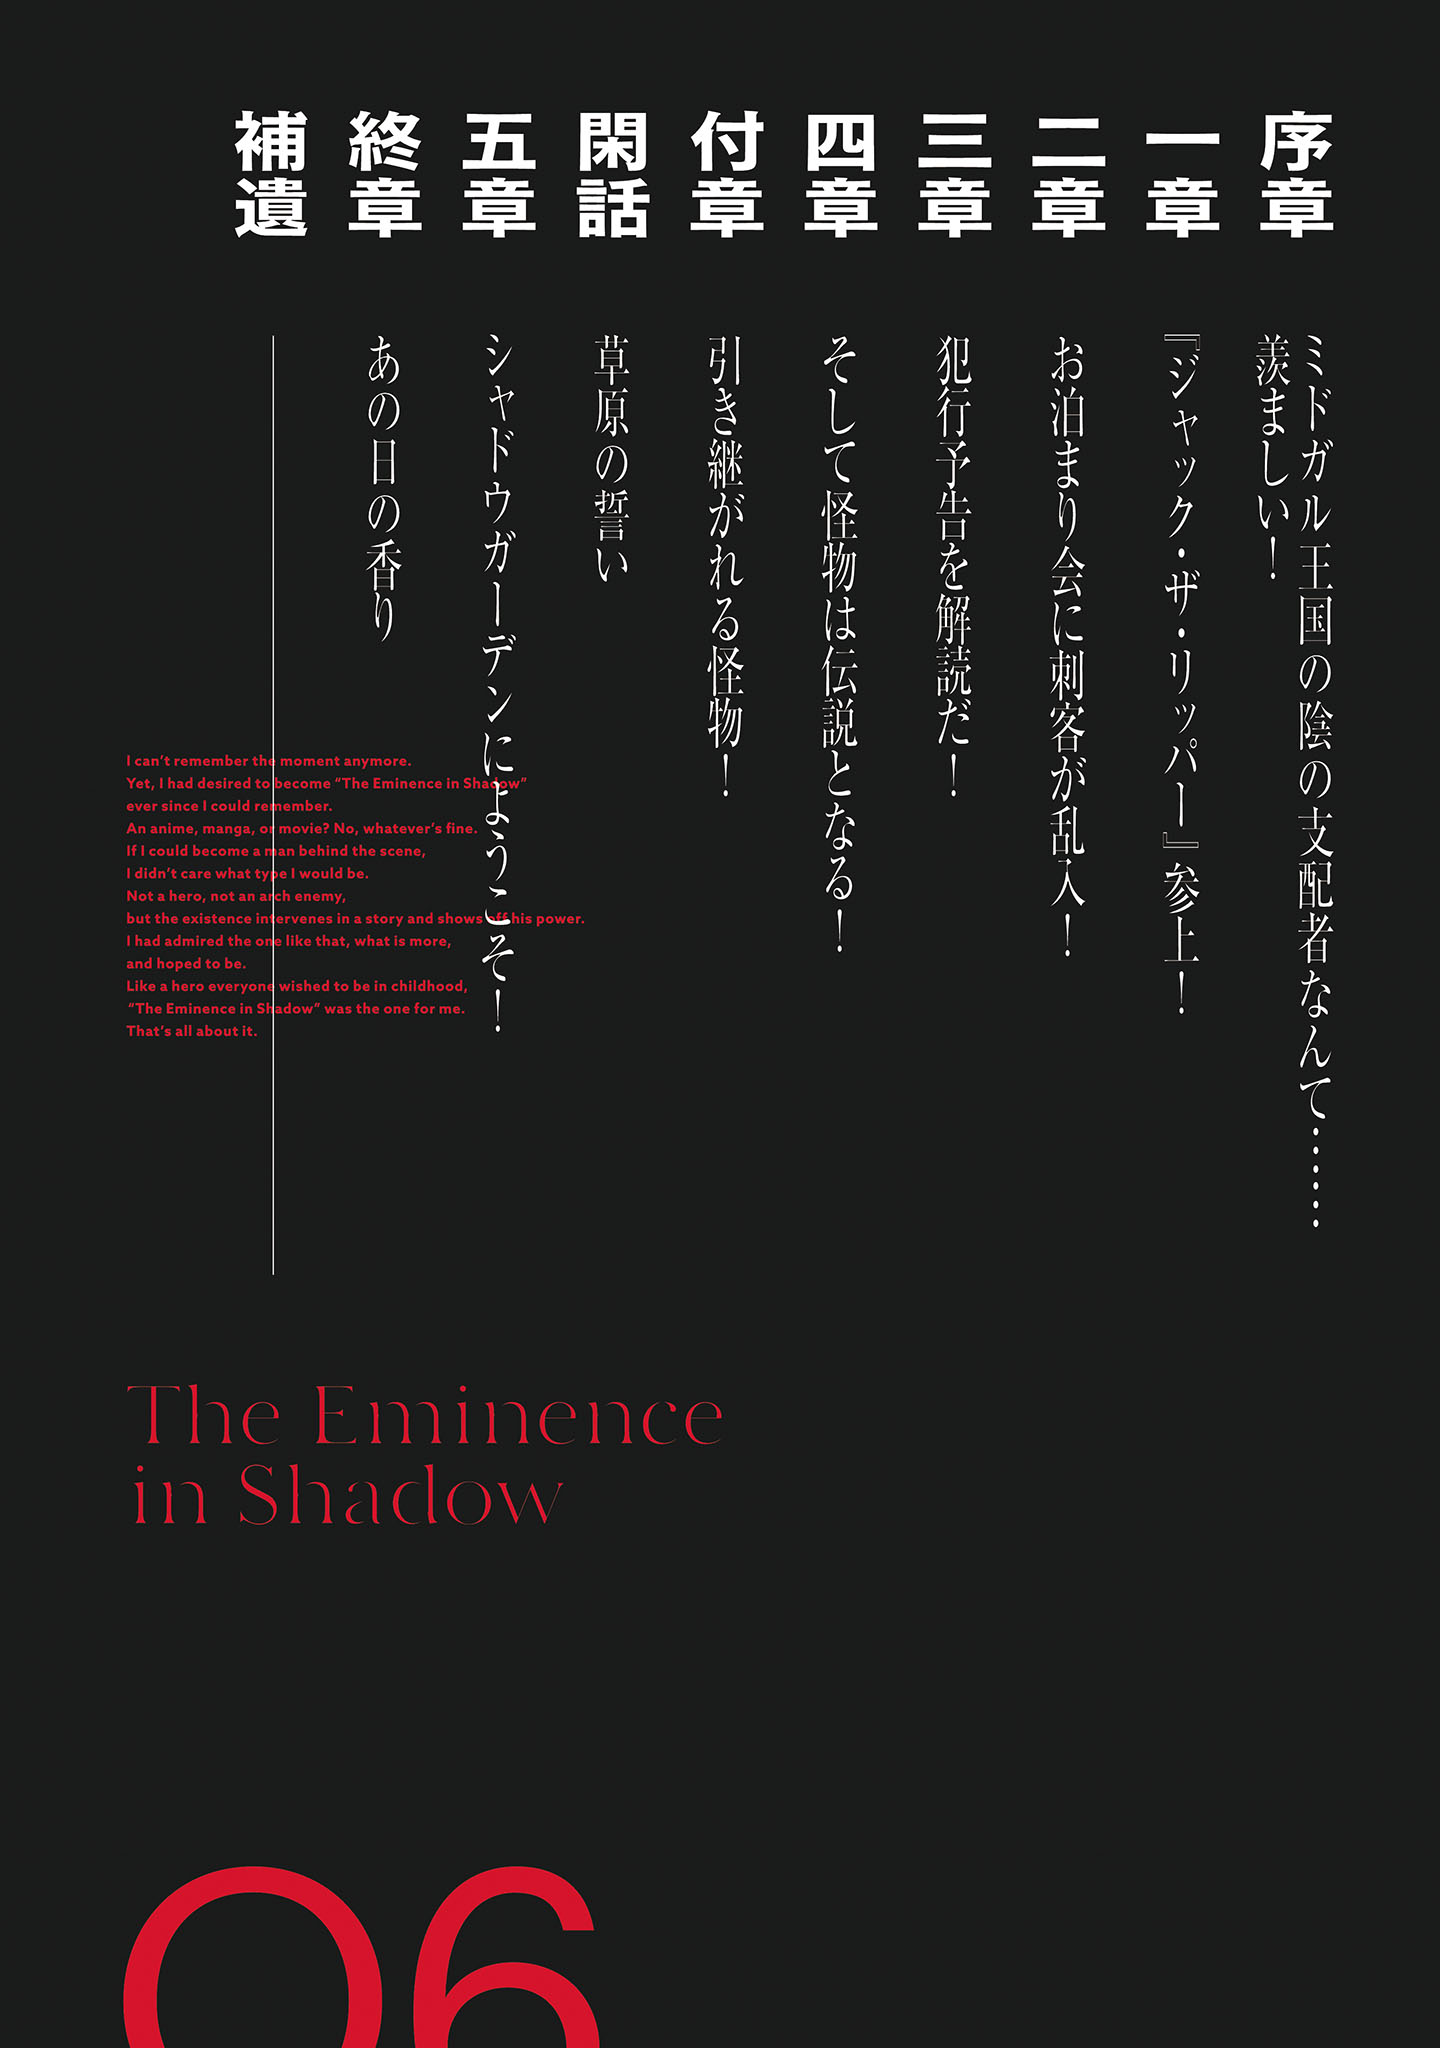 序章
ミドガル王国の陰の支配者なんて……
羨ましい！
一章
『ジャック・ザ・リッパー』参上！
二章
お泊まり会に刺客が乱入！
三章
犯行予告を解読だ！
四章
そして怪物は伝説となる！
付章
引き継がれる怪物！
閑話
草原の誓い
五章
シャドウガーデンにようこそ！
終章
あの日の香り
補遺
I can't remember the moment anymore.
Yet, I had desired to become “The Eminence in Shadow”
ever since I could remember.
An anime, manga, or movie? No, whatever's fine.
If I could become a man behind the scene,
I didn't care what type I would be.
Not a hero, not an arch enemy,
but the existence intervenes in a story and shows off his power.
I had admired the one like that, what is more,
and hoped to be.
Like a hero everyone wished to be in childhood,
“The Eminence in Shadow” was the one for me.
That's all about it.
The Eminence
in Shadow
06